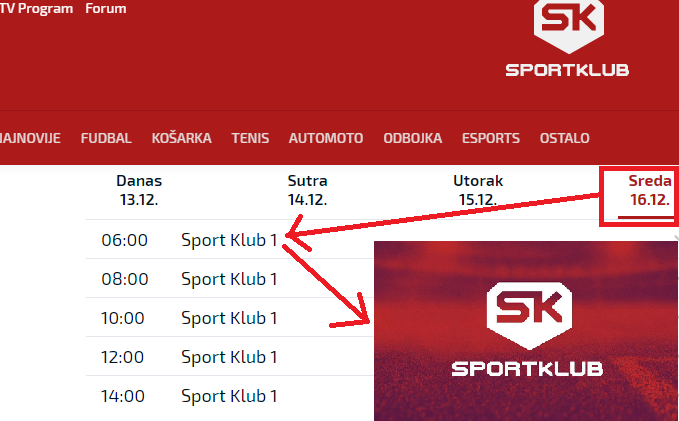 TV Program Forum
SK
SPORTKLUB
NAJNOVIJE FUDBAL KOŠARKA TENIS AUTOMOTO ODBOJKA ESPORTS OSTALO
Danas Sutra Utorak Sreda
13.12. 14.12. 15.12. 16.12.
06:00 Sport Klub 1
08:00 Sport Klub 1
10:00 Sport Klub 1
12:00 Sport Klub 1
14:00 Sport Klub 1
SK
SPORTKLUB